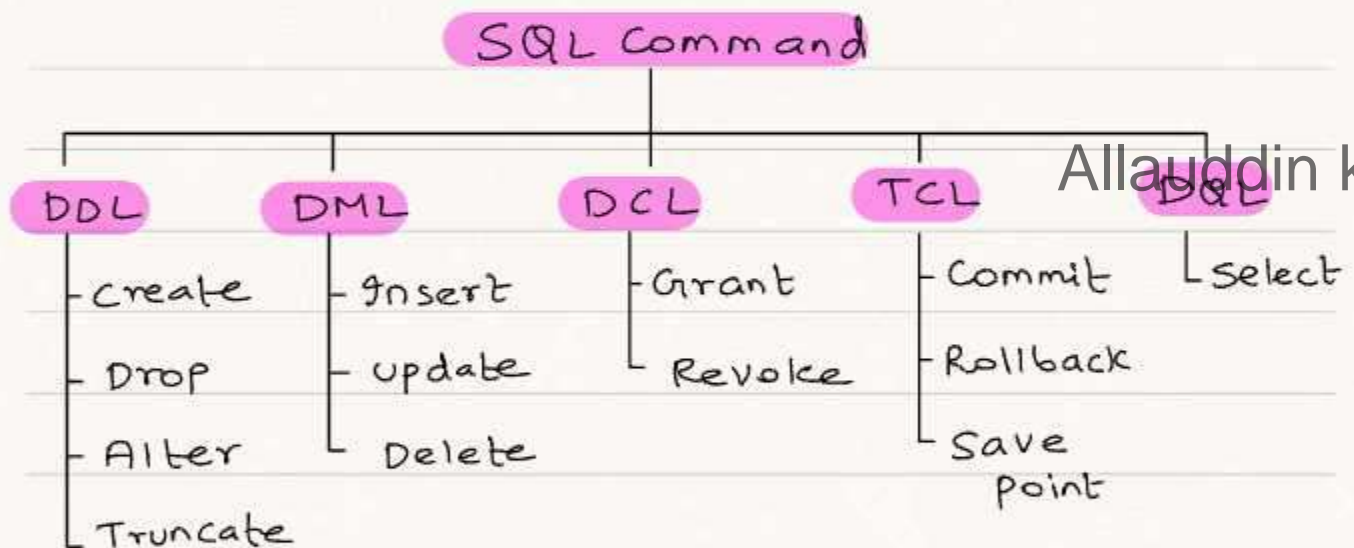 SQL Command
Allauddin k
DDL DML DCL TCL DQL
Create Insert Grant Commit Select
Drop update Revoke Rollback
Alter Delete Save
point
Truncate